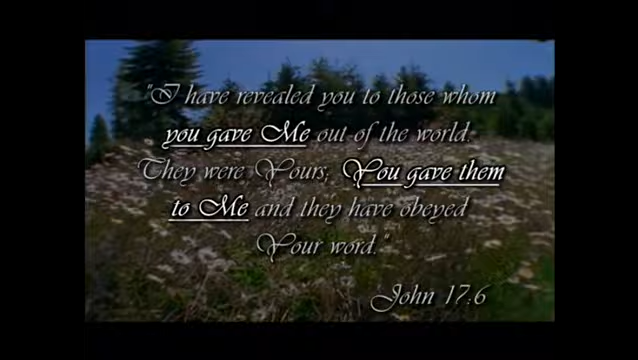 "I have revealed you to those whom
you gave Me out of the world.
They were Yours; You gave them
to Me and they have obeyed
Your word."
John 17:6